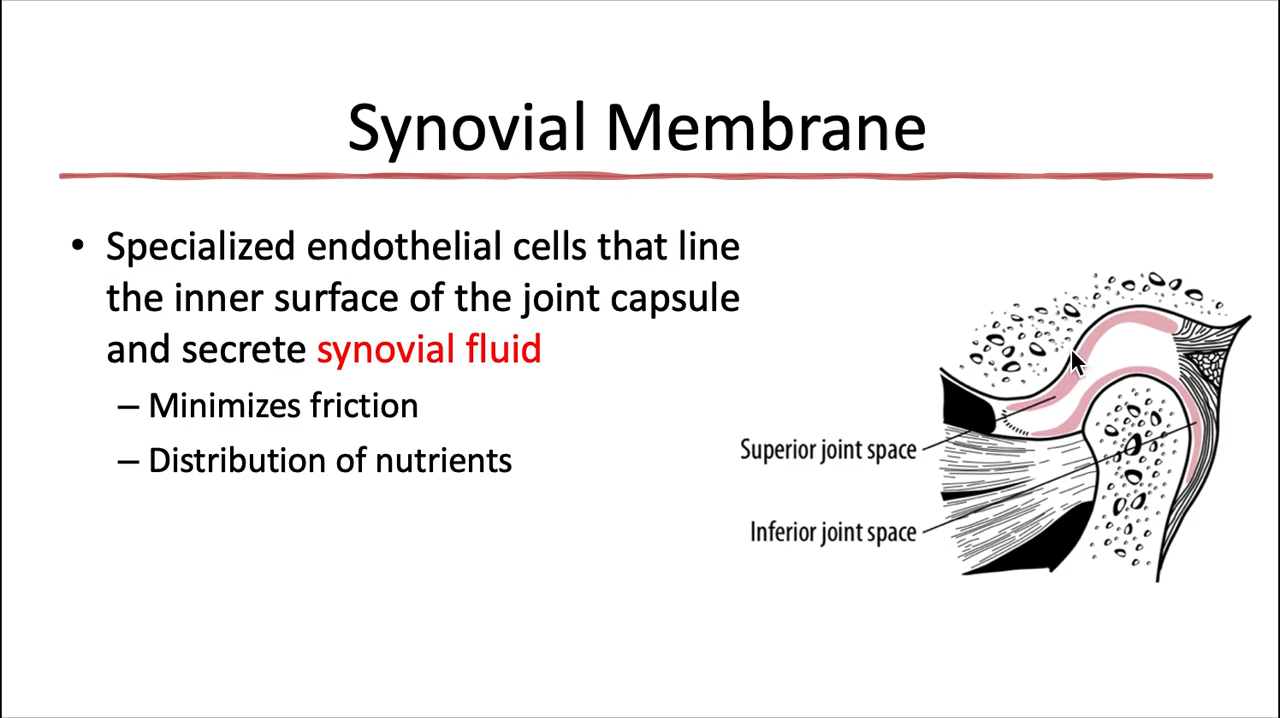 Synovial Membrane
• Specialized endothelial cells that line
the inner surface of the joint capsule
and secrete synovial fluid
– Minimizes friction
– Distribution of nutrients
Superior joint space
Inferior joint space